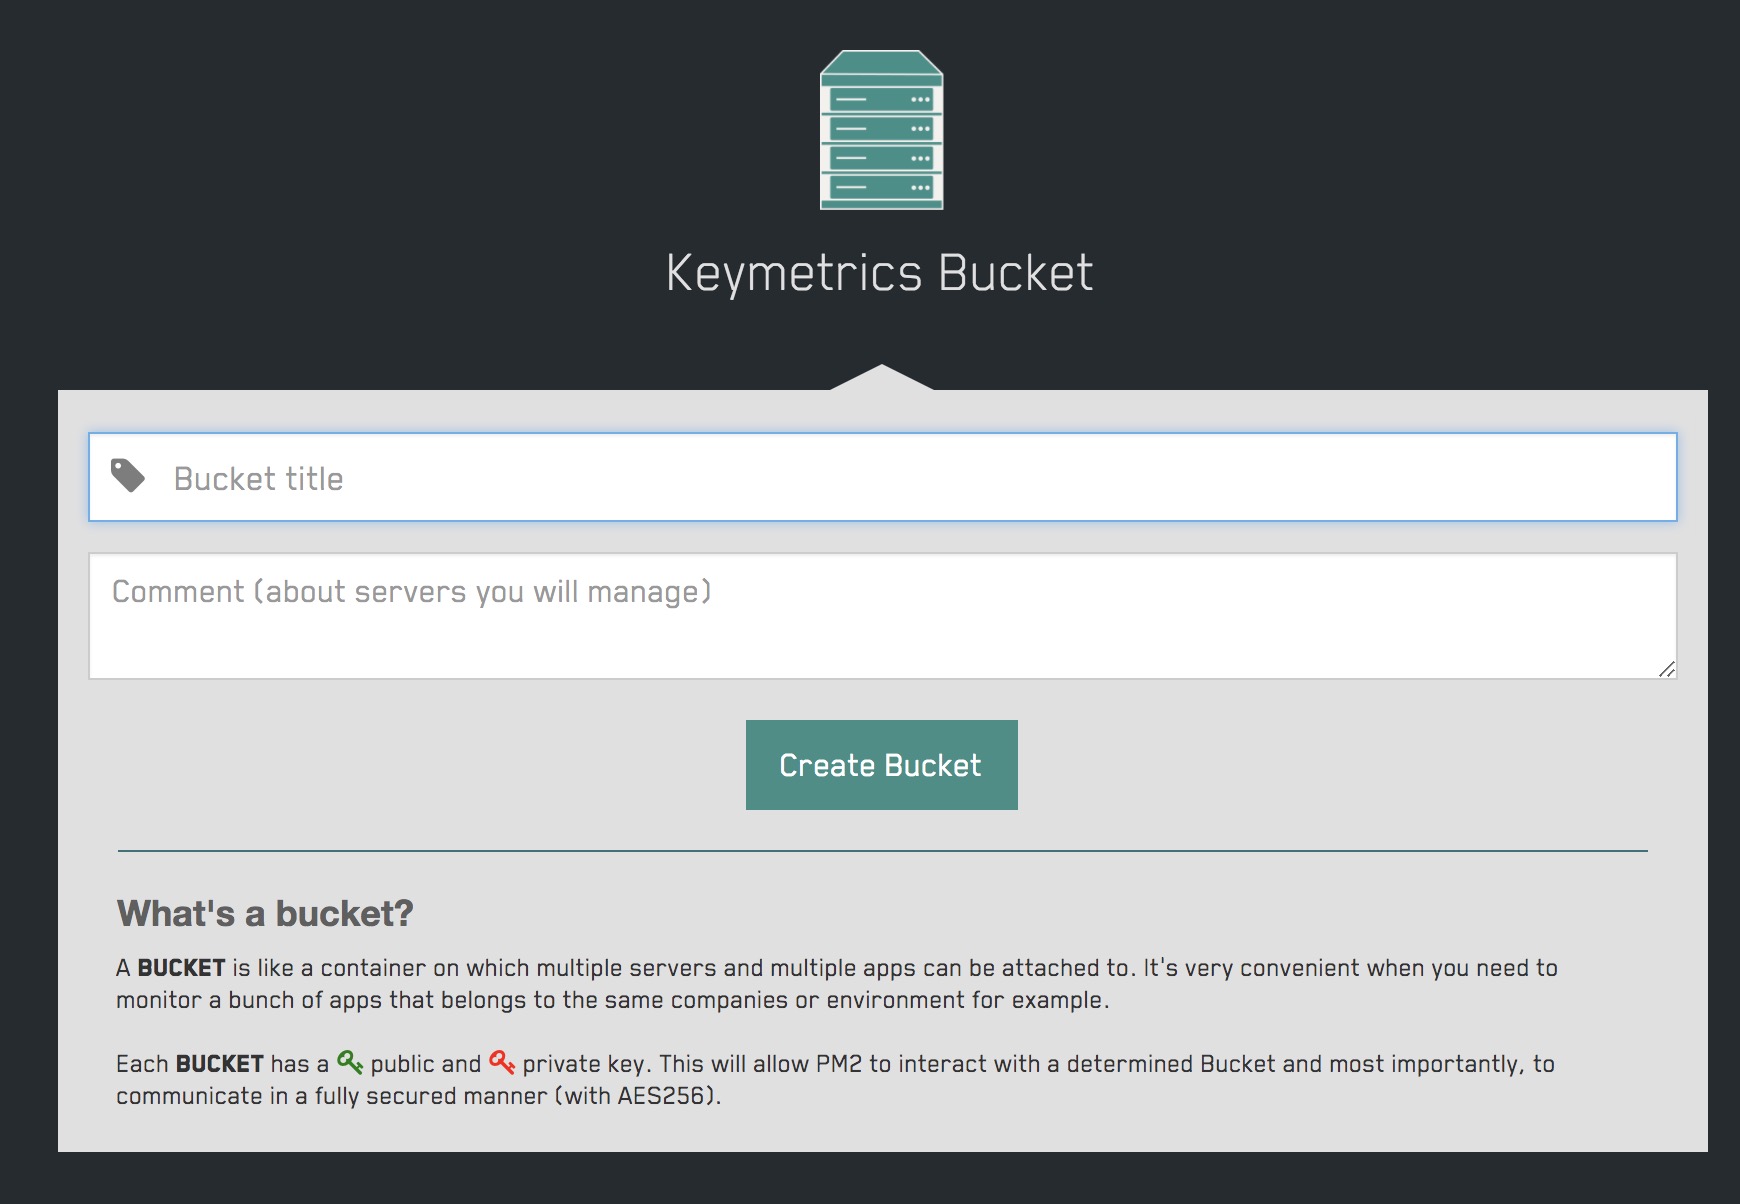 Keymetrics Bucket
Bucket title
Comment (about servers you will manage)
Create Bucket
What's a bucket?
A BUCKET is like a container on which multiple servers and multiple apps can be attached to. It's very convenient when you need to
monitor a bunch of apps that belongs to the same companies or environment for example.
Each BUCKET has a public and private key. This will allow PM2 to interact with a determined Bucket and most importantly, to
communicate in a fully secured manner (with AES256).